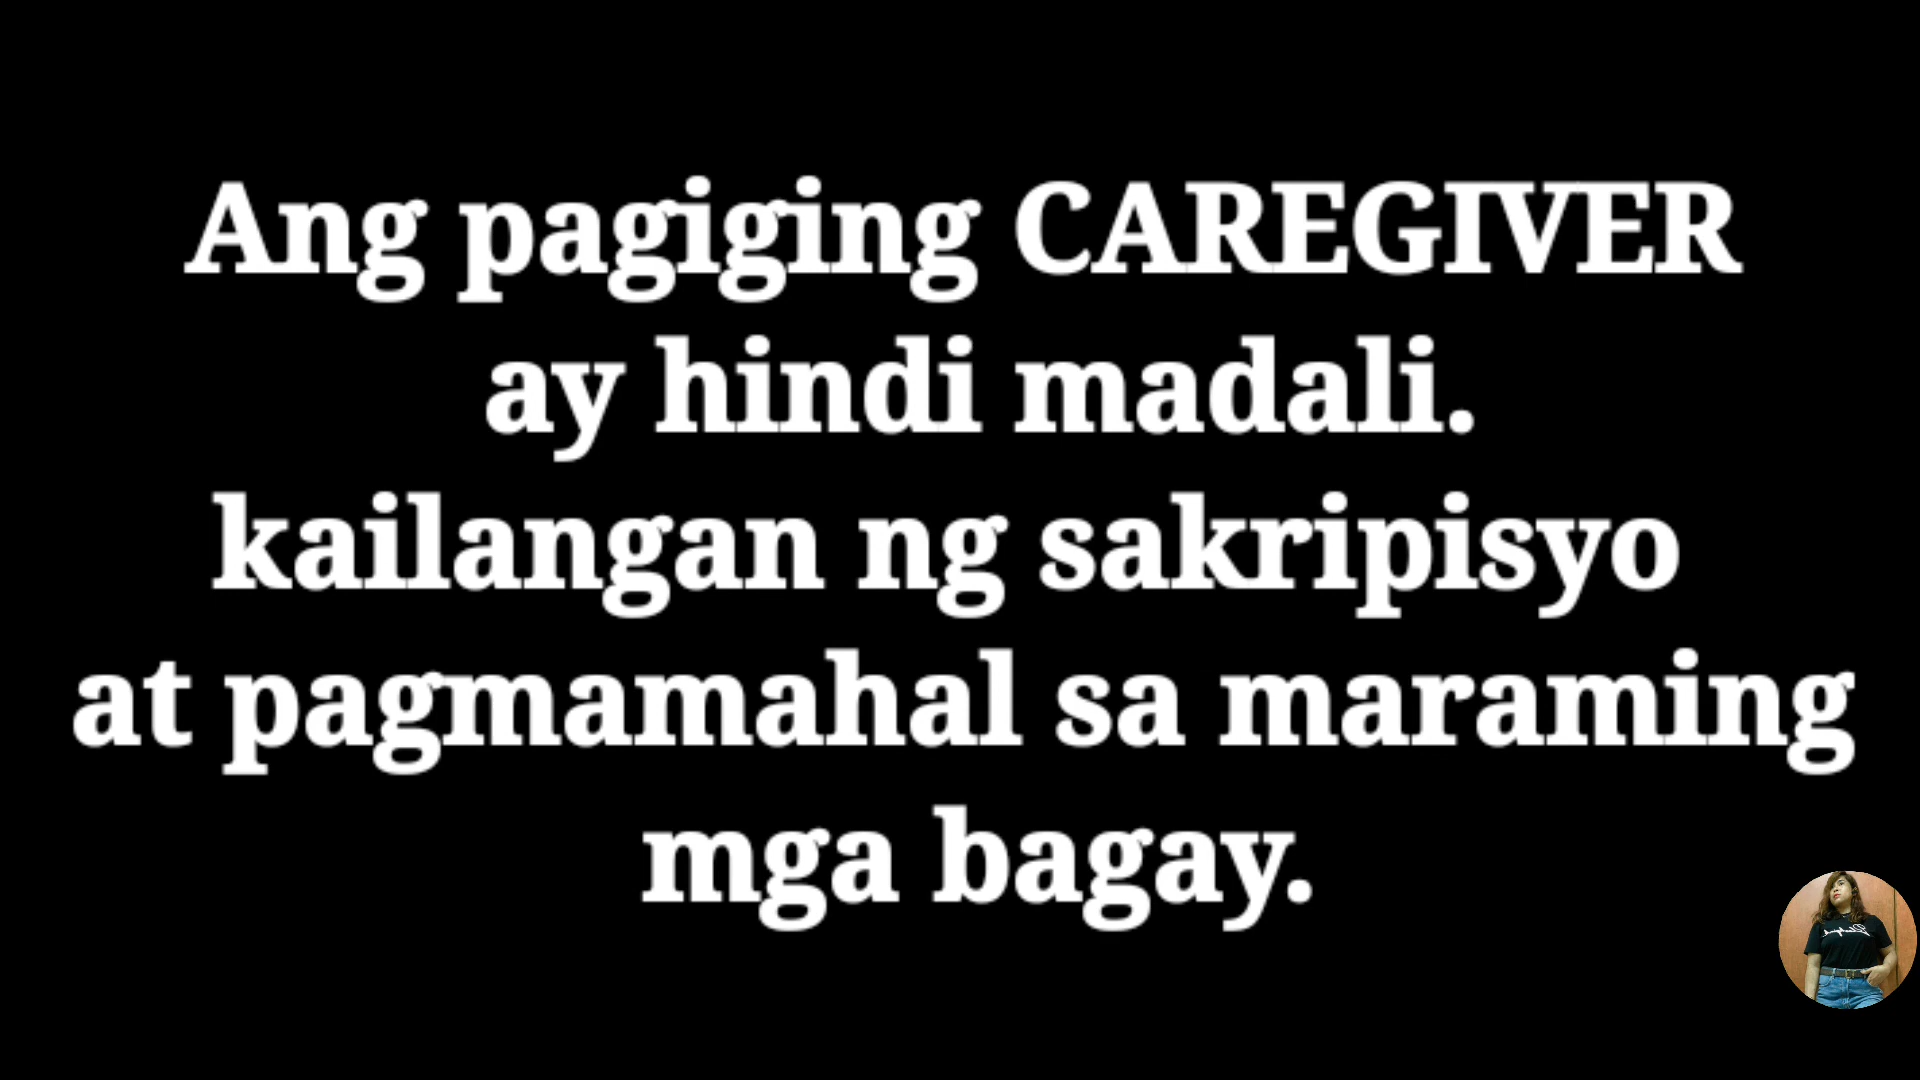 Ang pagiging CAREGIVER
ay hindi madali.
kailangan ng sakripisyo
at pagmamahal sa maraming
mga bagay.